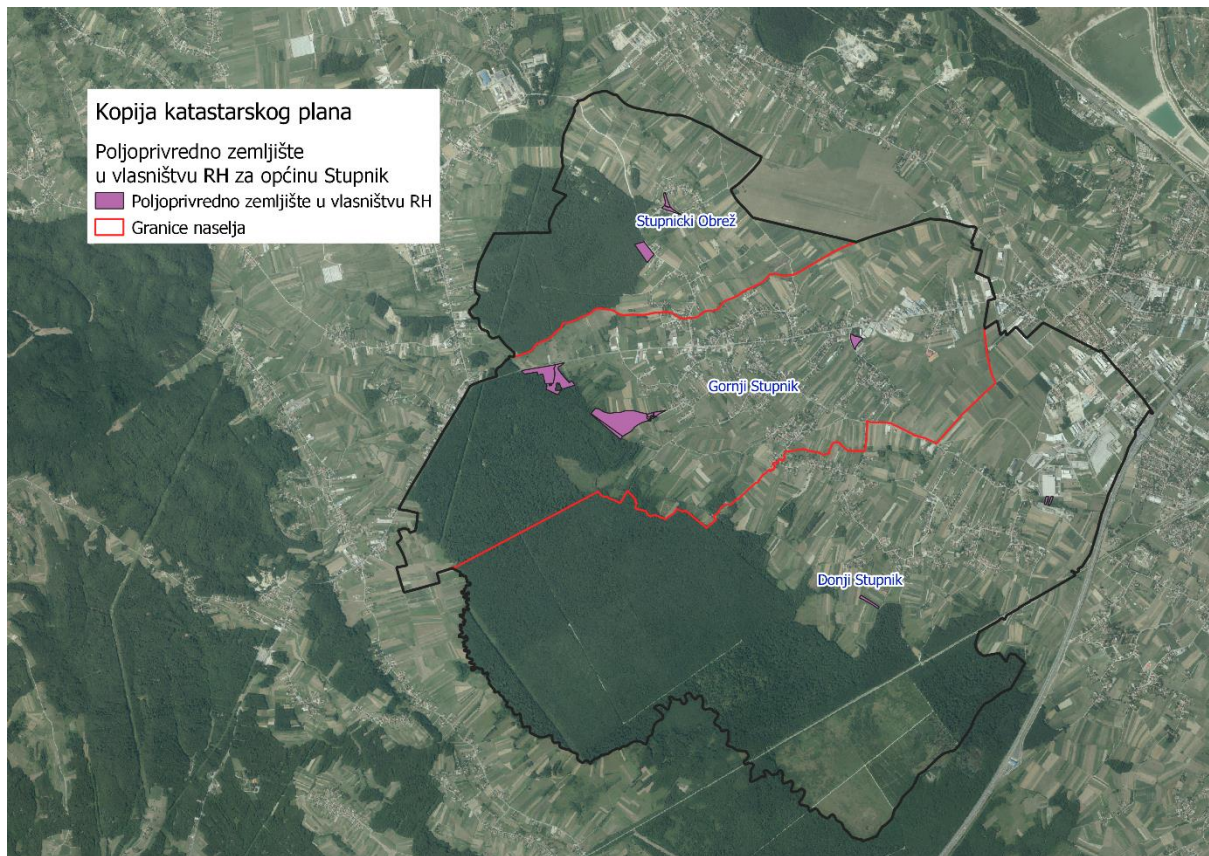 Kopija katastarskog plana
Poljoprivredno zemljište
u vlasništvu RH za općinu Stupnik
Poljoprivredno zemljište u vlasništvu RH
Granice naselja
Stupnicki Obrež
Gornji Stupnik
Donji Stupnik